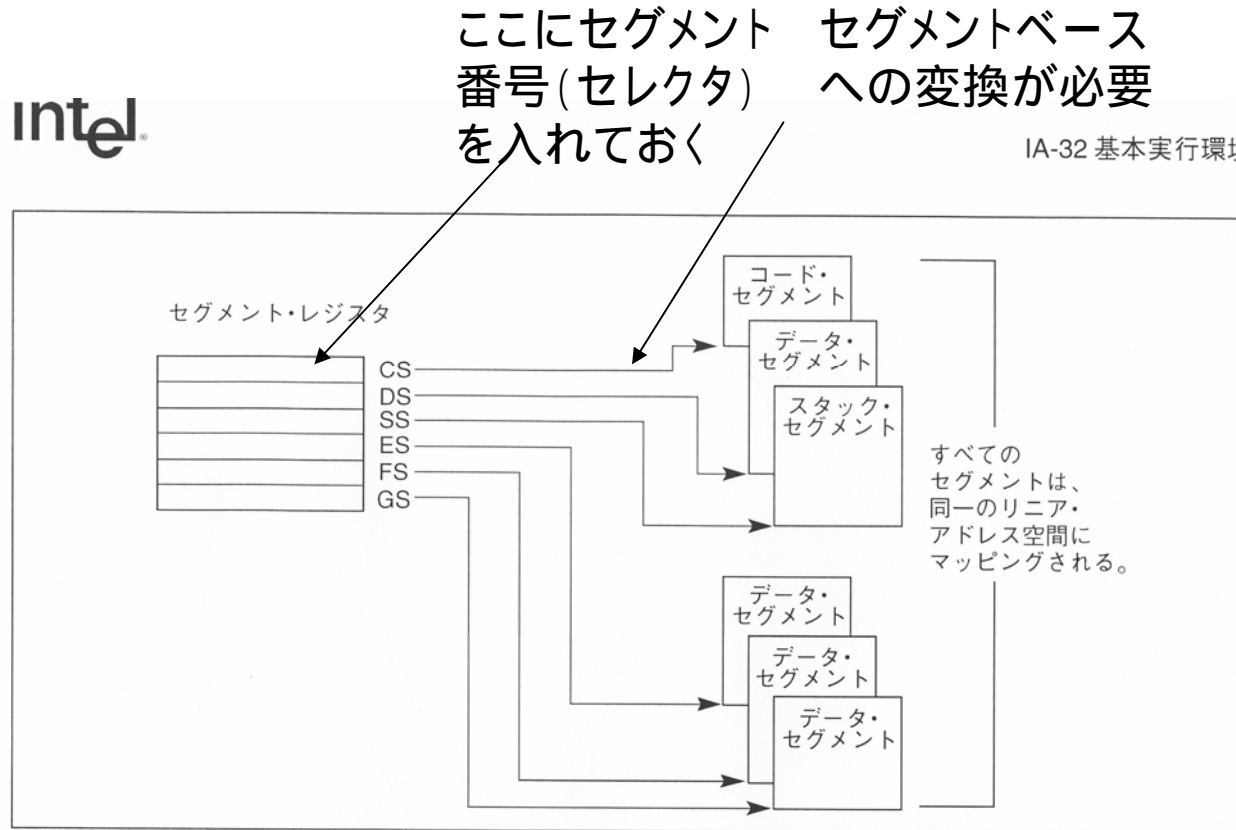 ここにセグメント
番号(セレクタ)
を入れておく
セグメントベース
への変換が必要
intel
IA-32 基本実行環境
セグメント・レジスタ
CS
DS
SS
ES
FS
GS
コード・
セグメント
データ・
セグメント
スタック・
セグメント
データ・
セグメント
データ・
セグメント
データ・
セグメント
すべての
セグメントは、
同一のリニア・
アドレス空間に
マッピングされる。